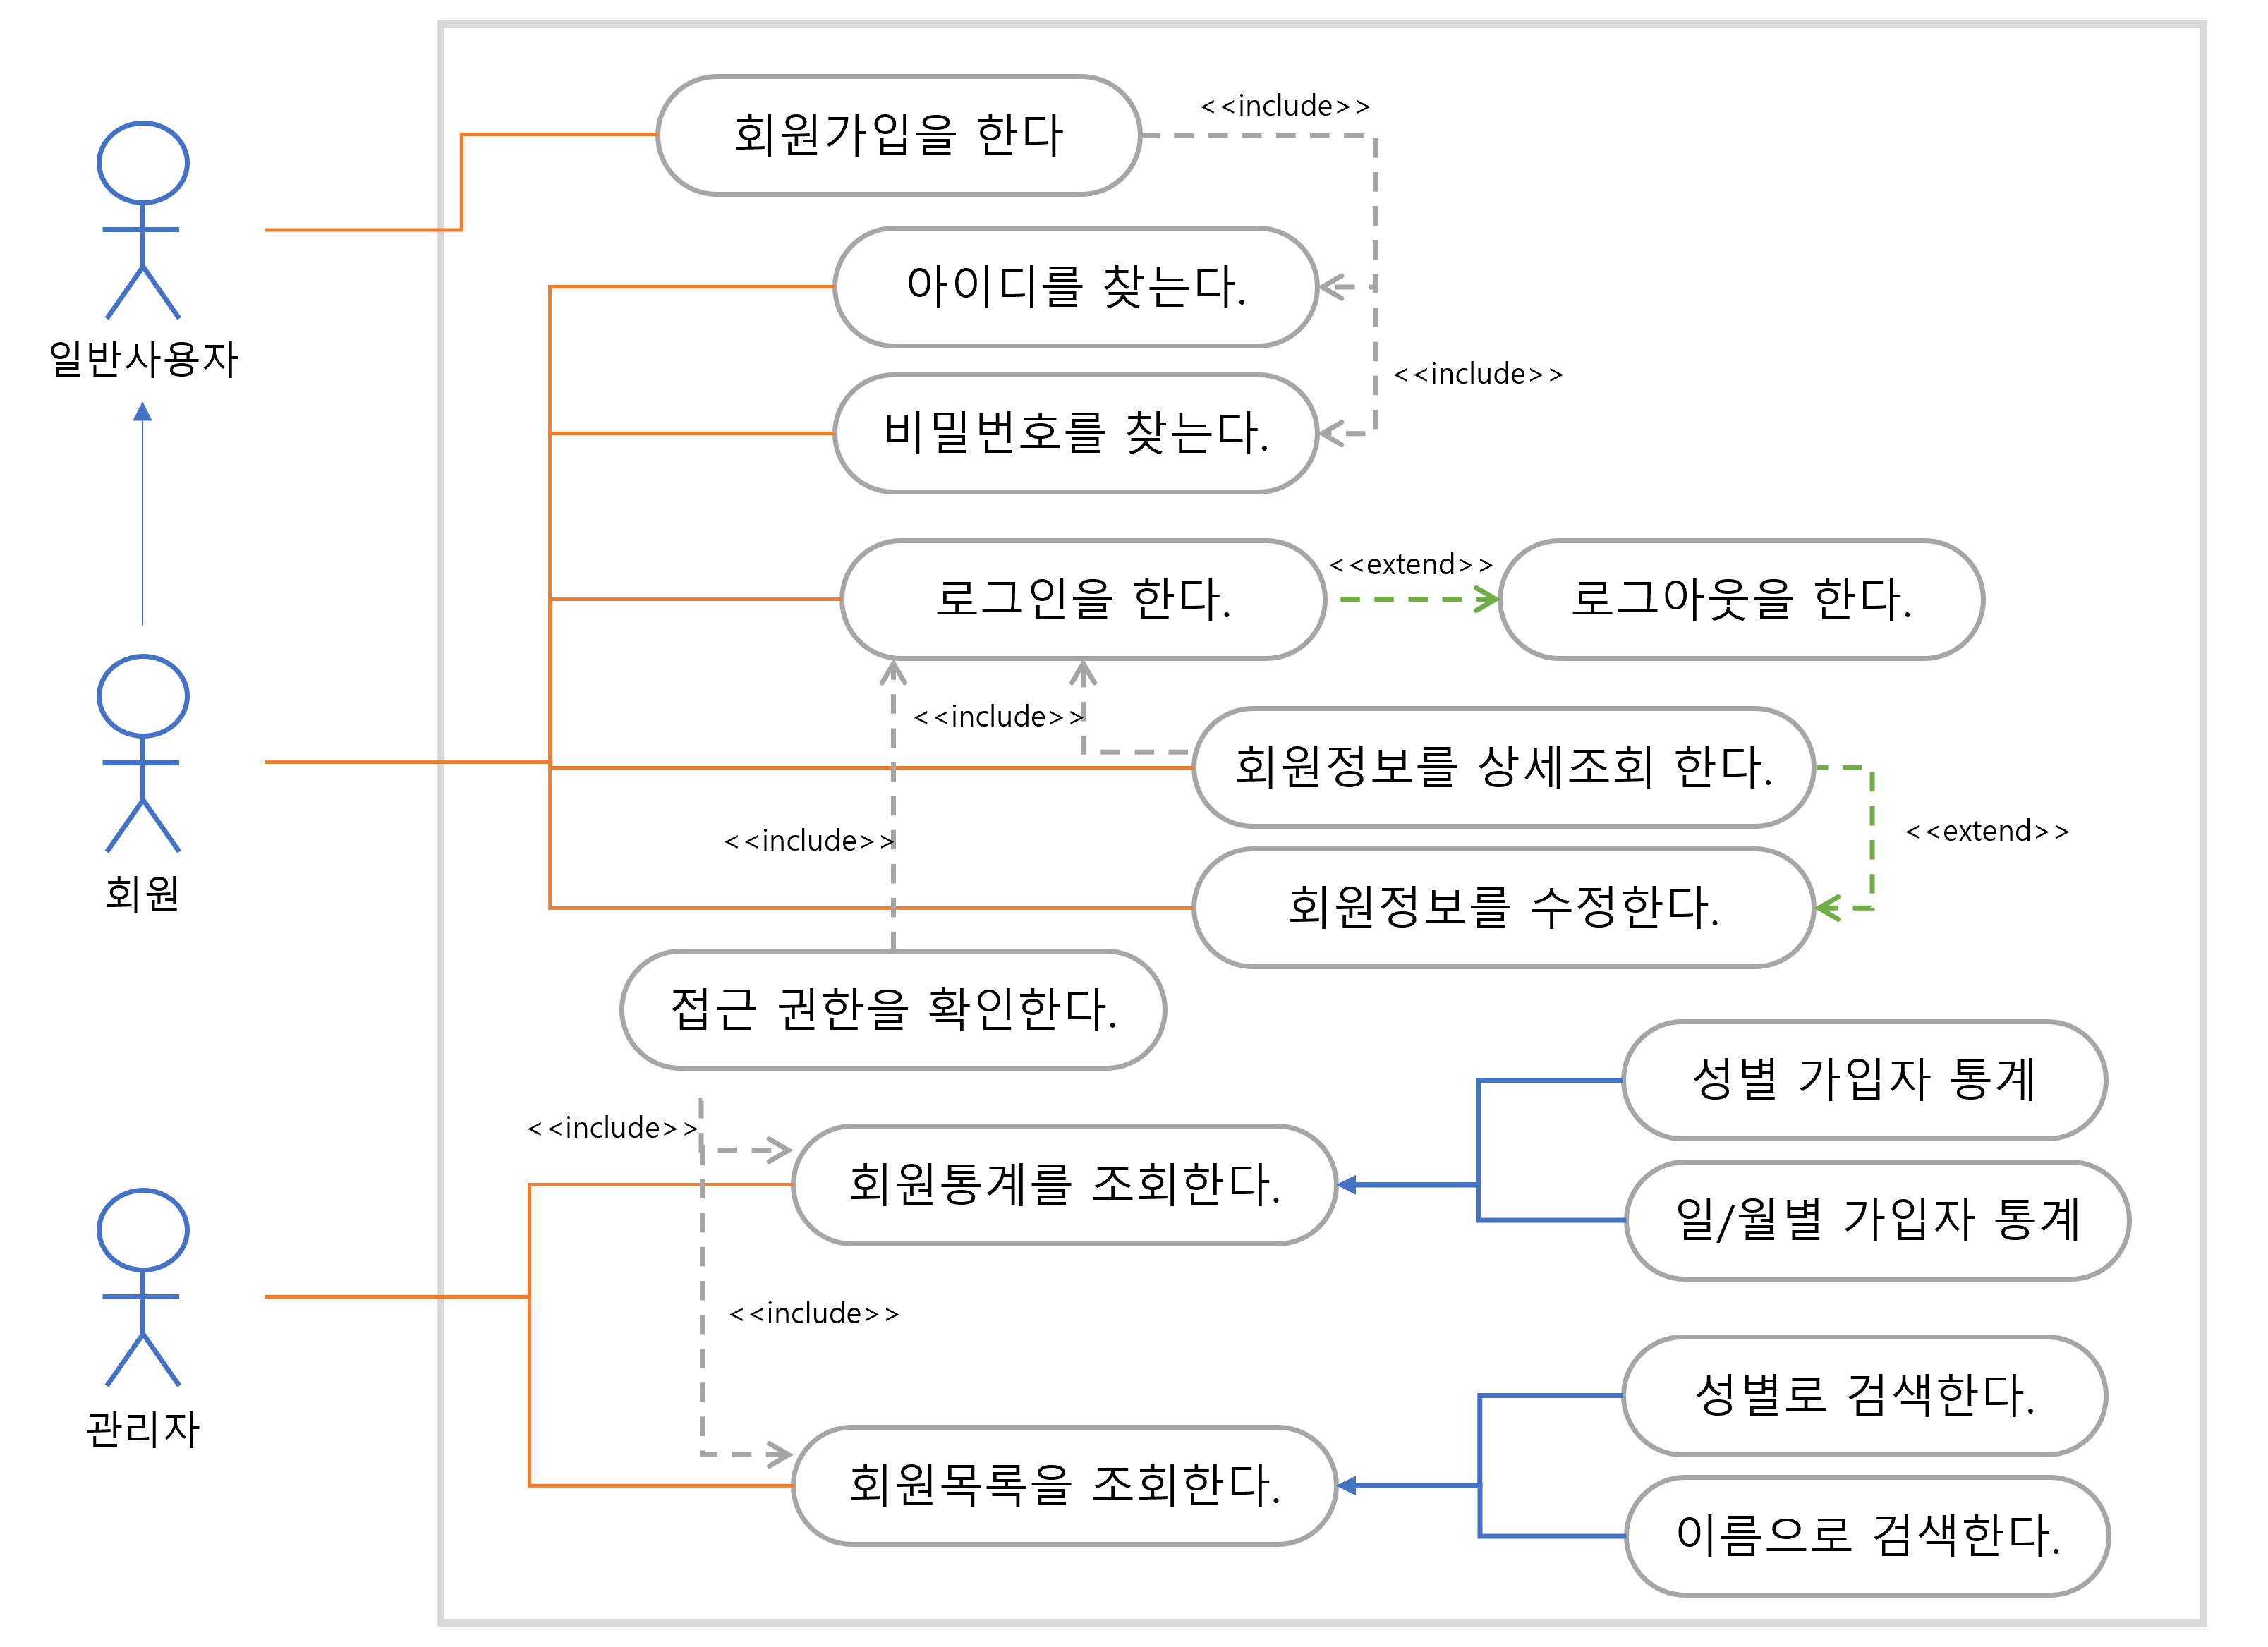 회원가입을 한다
<<include>>
일반사용자
아이디를 찾는다.
<<include>>
비밀번호를 찾는다.
<<extend>>
로그인을 한다.
로그아웃을 한다.
<<include>>
회원정보를 상세조회 한다.
<<include>>
<<extend>>
회원
회원정보를 수정한다.
접근 권한을 확인한다.
성별 가입자 통계
<<include>>
회원통계를 조회한다.
일/월별 가입자 통계
<<include>>
관리자
성별로 검색한다.
회원목록을 조회한다.
이름으로 검색한다.